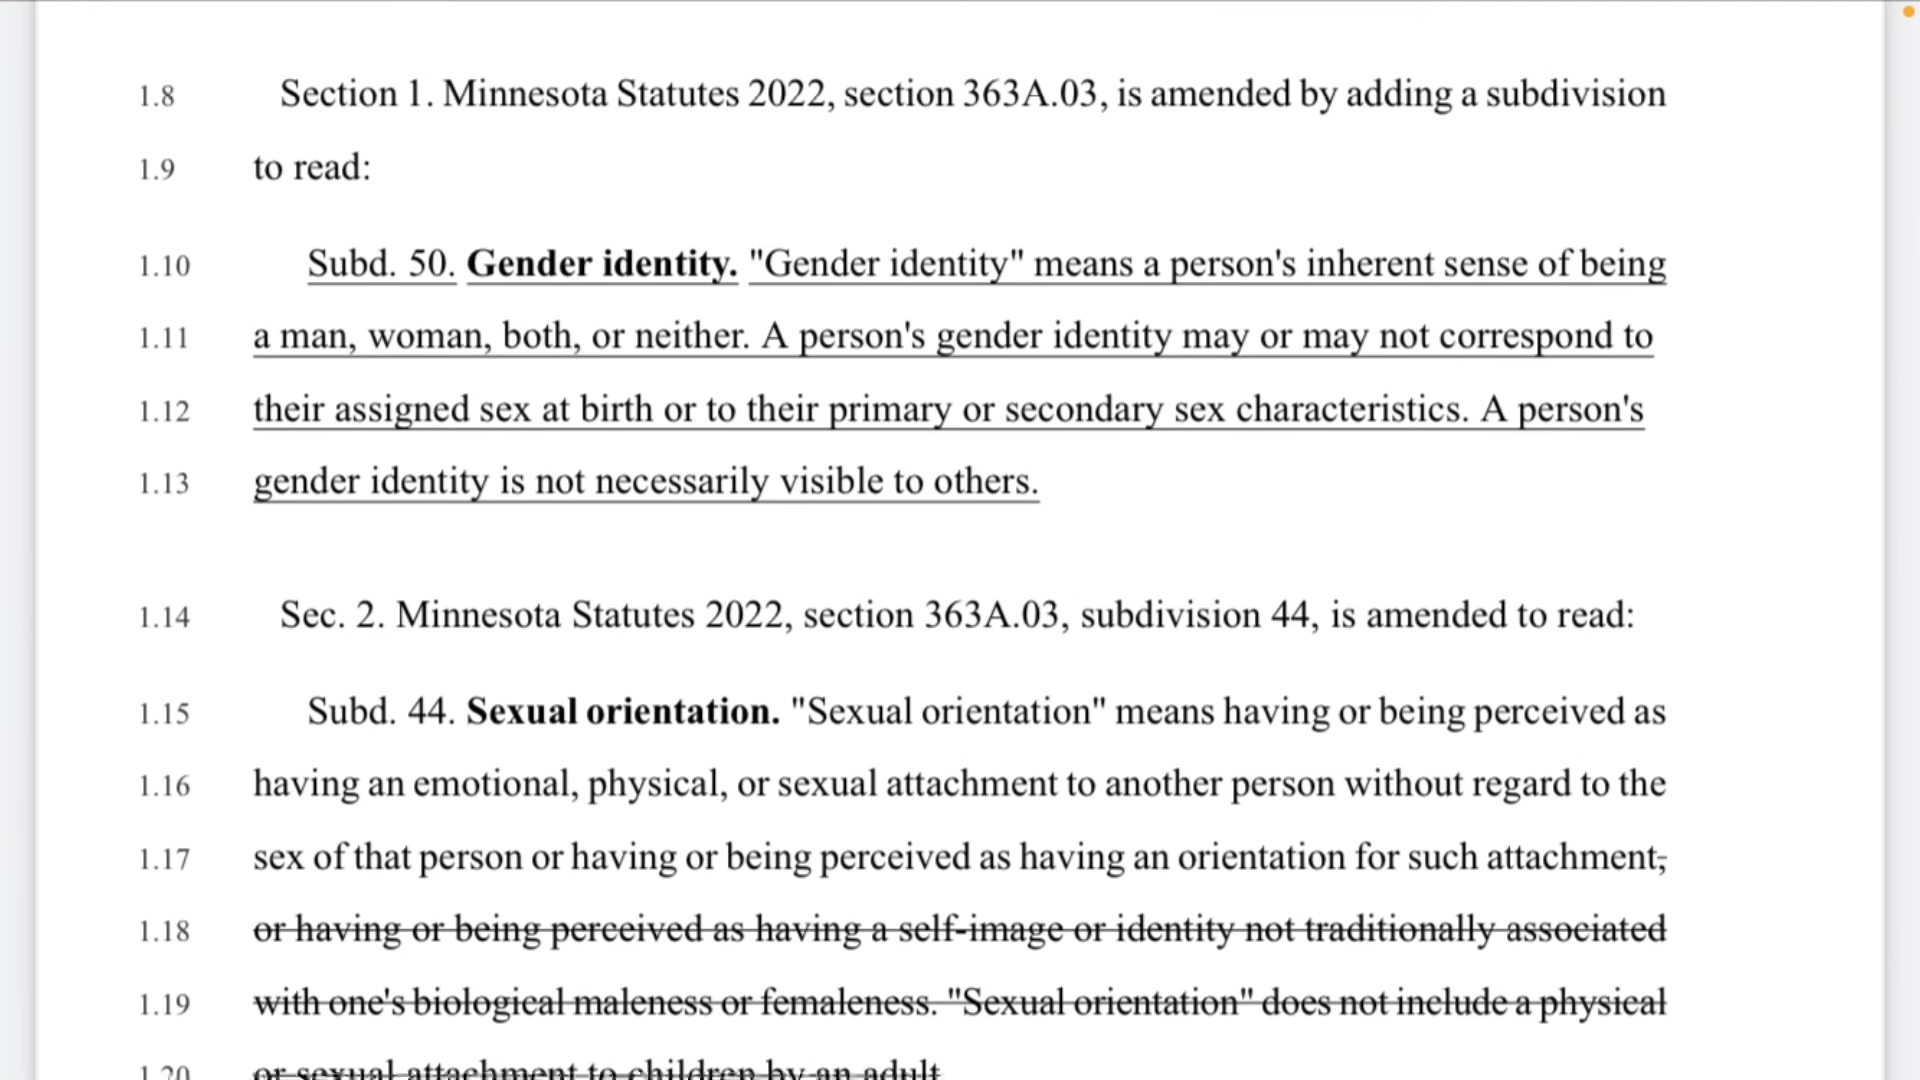 1.8 Section 1. Minnesota Statutes 2022, section 363A.03, is amended by adding a subdivision
1.9 to read:
1.10 Subd. 50. Gender identity. "Gender identity" means a person's inherent sense of being
1.11 a man, woman, both, or neither. A person's gender identity may or may not correspond to
1.12 their assigned sex at birth or to their primary or secondary sex characteristics. A person's
1.13 gender identity is not necessarily visible to others.
1.14 Sec. 2. Minnesota Statutes 2022, section 363A.03, subdivision 44, is amended to read:
1.15 Subd. 44. Sexual orientation. "Sexual orientation" means having or being perceived as
1.16 having an emotional, physical, or sexual attachment to another person without regard to the
1.17 sex of that person or having or being perceived as having an orientation for such attachment,
1.18 or having or being perceived as having a self-image or identity not traditionally associated
1.19 with one's biological maleness or femaleness. "Sexual orientation" does not include a physical
1.20 or sexual attachment to children by an adult